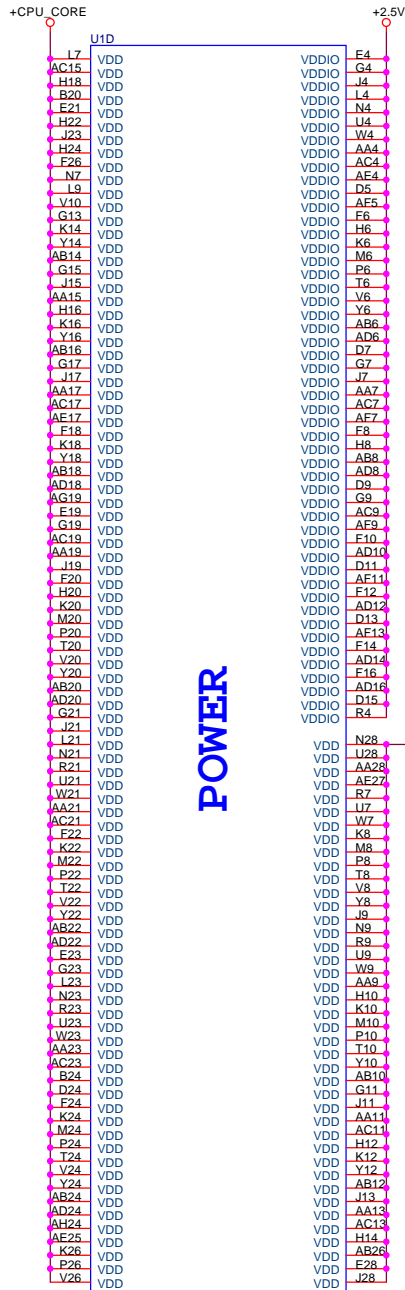 +CPU_CORE +2.5V
U1D
L7 VDD VDDIO E4
AC15 VDD VDDIO G4
H18 VDD VDDIO J4
B20 VDD VDDIO L4
E21 VDD VDDIO N4
H22 VDD VDDIO U4
J23 VDD VDDIO W4
H24 VDD VDDIO AA4
F26 VDD VDDIO AC4
N7 VDD VDDIO AE4
L9 VDD VDDIO D5
V10 VDD VDDIO AF5
G13 VDD VDDIO F6
K14 VDD VDDIO H6
Y14 VDD VDDIO K6
AB14 VDD VDDIO M6
G15 VDD VDDIO P6
J15 VDD VDDIO T6
AA15 VDD VDDIO V6
H16 VDD VDDIO Y6
K16 VDD VDDIO AB6
Y16 VDD VDDIO AD6
AB16 VDD VDDIO D7
G17 VDD VDDIO G7
J17 VDD VDDIO J7
AA17 VDD VDDIO AA7
AC17 VDD VDDIO AC7
AE17 VDD VDDIO AF7
F18 VDD VDDIO F8
K18 VDD VDDIO H8
Y18 VDD VDDIO AB8
AB18 VDD VDDIO AD8
AD18 VDD VDDIO D9
AG19 VDD VDDIO G9
E19 VDD VDDIO AC9
G19 VDD VDDIO AF9
AC19 VDD VDDIO F10
AA19 VDD VDDIO AD10
J19 VDD VDDIO D11
F20 VDD VDDIO AF11
H20 VDD VDDIO F12
K20 VDD VDDIO AD12
M20 VDD VDDIO D13
P20 VDD VDDIO AF13
T20 VDD VDDIO F14
V20 VDD VDDIO AD14
Y20 VDD VDDIO F16
AB20 VDD VDDIO AD16
AD20 VDD VDDIO D15
G21 VDD VDDIO R4
J21 VDD
L21 VDD VDD N28
N21 VDD VDD U28
R21 VDD VDD AA28
U21 VDD VDD AE27
W21 VDD VDD R7
AA21 VDD VDD U7
AC21 VDD VDD W7
F22 VDD VDD K8
K22 VDD VDD M8
M22 VDD VDD P8
P22 VDD VDD T8
T22 VDD VDD V8
V22 VDD VDD Y8
Y22 VDD VDD J9
AB22 VDD VDD N9
AD22 VDD VDD R9
E23 VDD VDD U9
G23 VDD VDD W9
L23 VDD VDD AA9
N23 VDD VDD H10
R23 VDD VDD K10
U23 VDD VDD M10
W23 VDD VDD P10
AA23 VDD VDD T10
AC23 VDD VDD Y10
B24 VDD VDD AB10
D24 VDD VDD G11
F24 VDD VDD J11
K24 VDD VDD AA11
M24 VDD VDD AC11
P24 VDD VDD H12
T24 VDD VDD K12
V24 VDD VDD Y12
Y24 VDD VDD AB12
AB24 VDD VDD J13
AD24 VDD VDD AA13
AH24 VDD VDD AC13
AE25 VDD VDD H14
K26 VDD VDD AB26
P26 VDD VDD E28
V26 VDD VDD J28
POWER